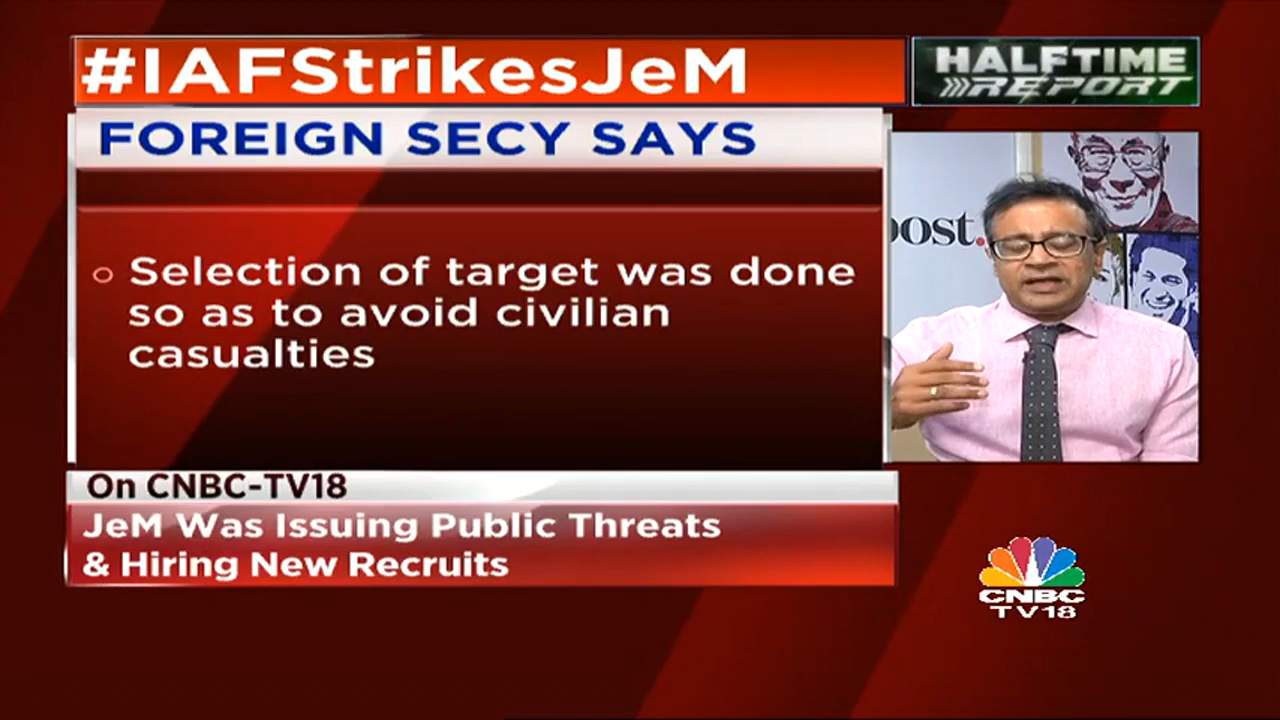 #IAFStrikesJeM
HALFTIME
REPORT
FOREIGN SECY SAYS
post.
Selection of target was done
so as to avoid civilian
casualties
On CNBC-TV18
JeM Was Issuing Public Threats
& Hiring New Recruits
CNBC
TV18